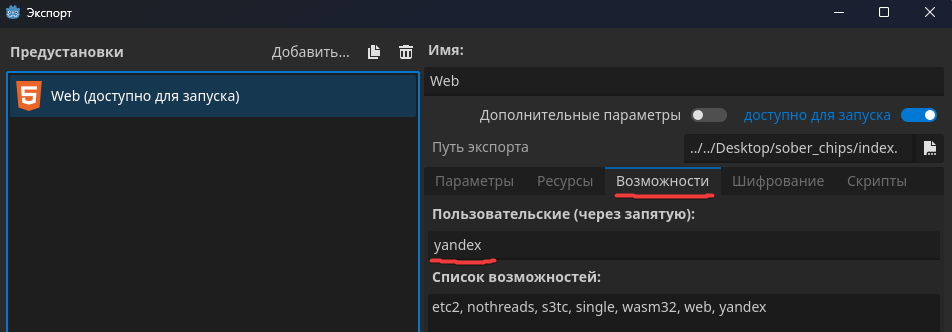 Экспорт
Предустановки
Добавить...
Web (доступно для запуска)
Имя:
Web
Дополнительные параметры
доступно для запуска
Путь экспорта
../../Desktop/sober_chips/index.
Параметры Ресурсы Возможности Шифрование Скрипты
Пользовательские (через запятую):
yandex
Список возможностей:
etc2, nothreads, s3tc, single, wasm32, web, yandex